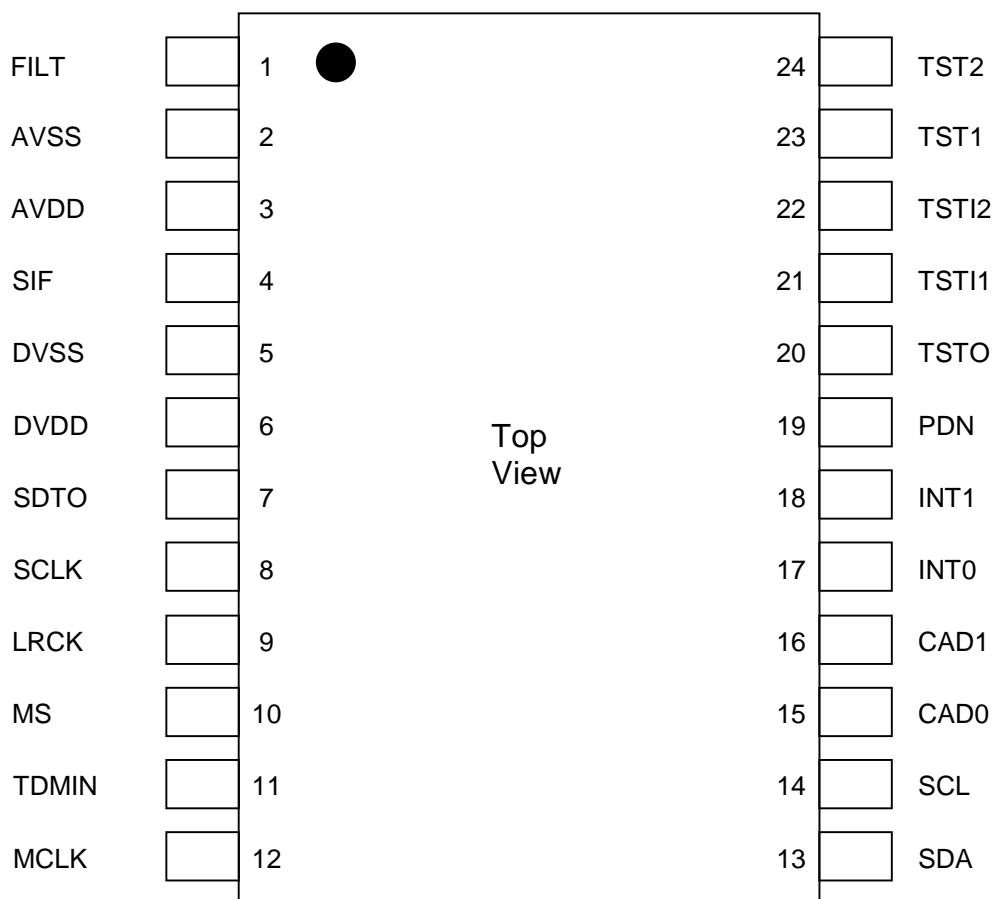 FILT 1 24 TST2
AVSS 2 23 TST1
AVDD 3 22 TSTI2
SIF 4 21 TSTI1
DVSS 5 20 TSTO
DVDD 6 19 PDN
Top
View
SDTO 7 18 INT1
SCLK 8 17 INT0
LRCK 9 16 CAD1
MS 10 15 CAD0
TDMIN 11 14 SCL
MCLK 12 13 SDA